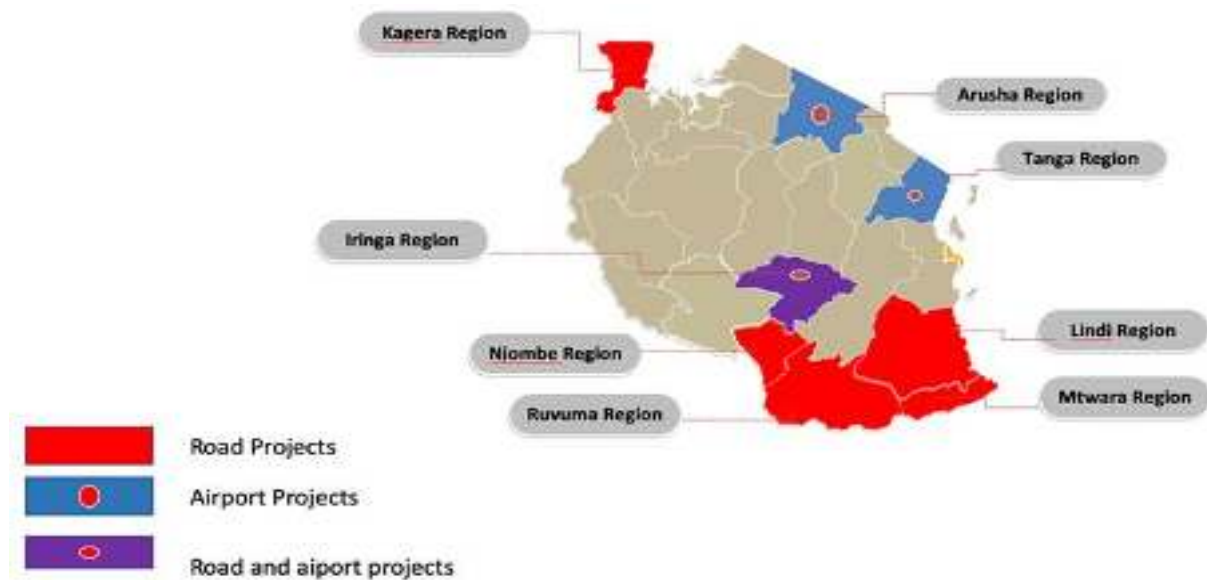 Kagera Region
Arusha Region
Tanga Region
Iringa Region
Lindi Region
Njombe Region
Mtwara Region
Ruvuma Region
Road Projects
Airport Projects
Road and aiport projects